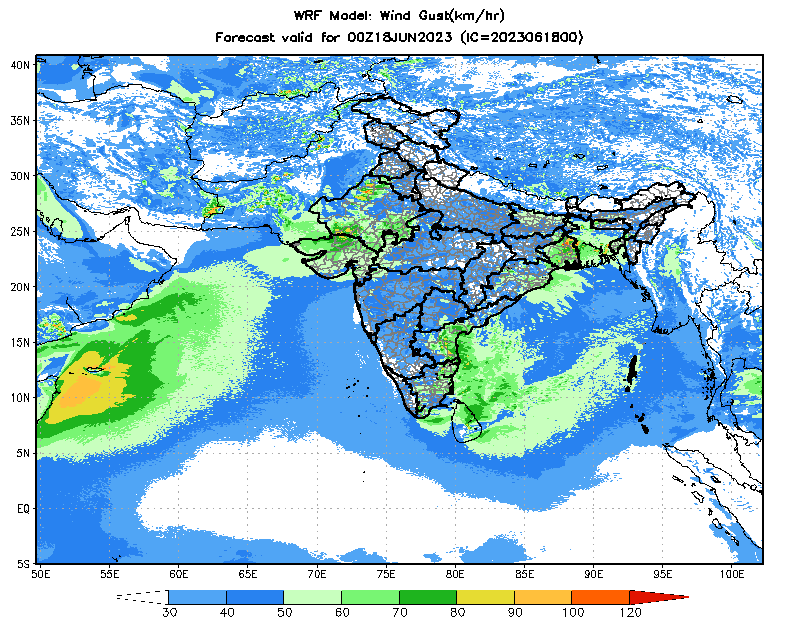 WRF Model: Wind Gust(km/hr)
Forecast valid for 00Z18JUN2023 (IC=2023061800)
40N
35N
30N
25N
20N
15N
10N
5N
EQ
5S
50E 55E 60E 65E 70E 75E 80E 85E 90E 95E 100E
30 40 50 60 70 80 90 100 120